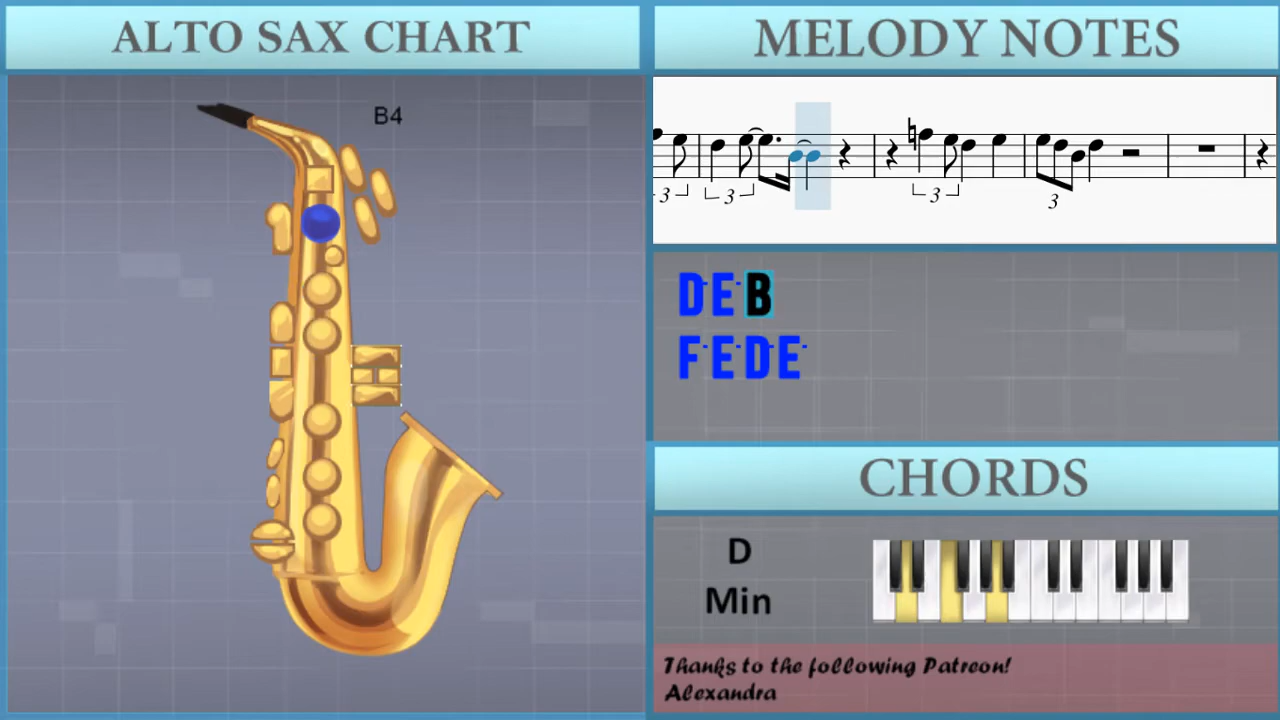 ALTO SAX CHART
B4
MELODY NOTES
3
3
3
3
D· E· B
F· E· D· E·
CHORDS
D
Min
Thanks to the following Patreon!
Alexandra